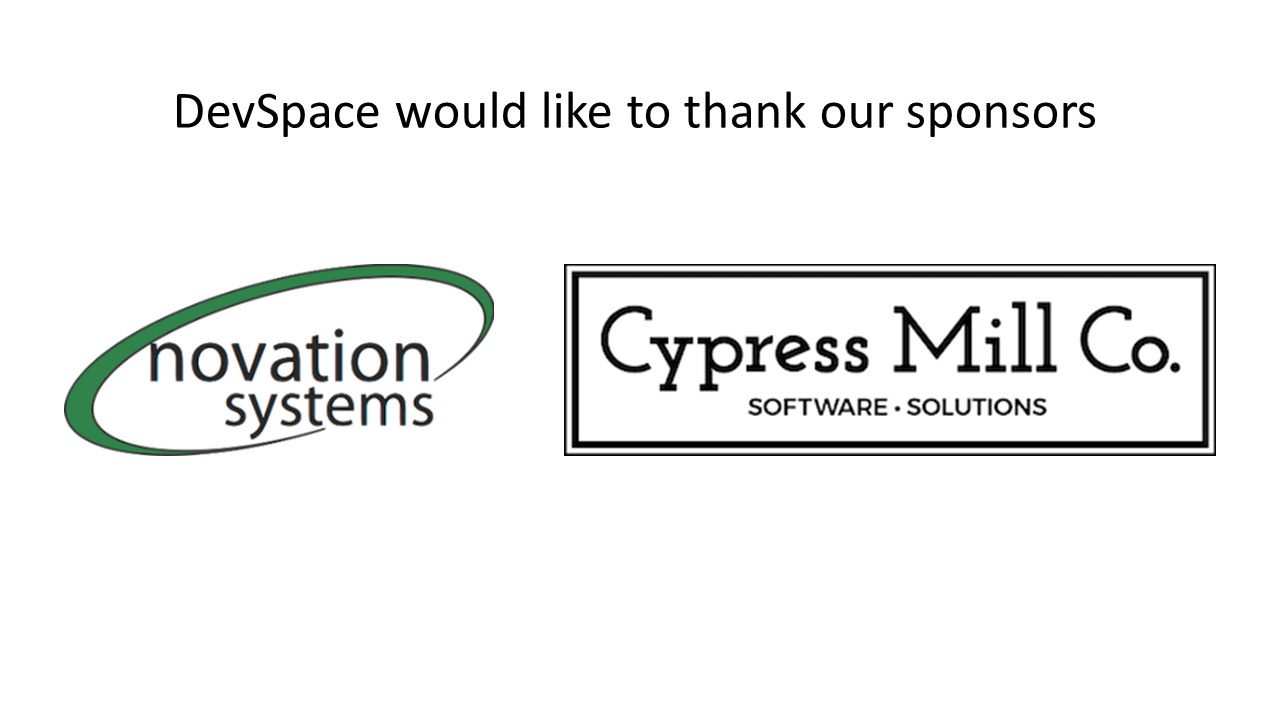 DevSpace would like to thank our sponsors
novation
systems
Cypress Mill Co.
SOFTWARE • SOLUTIONS